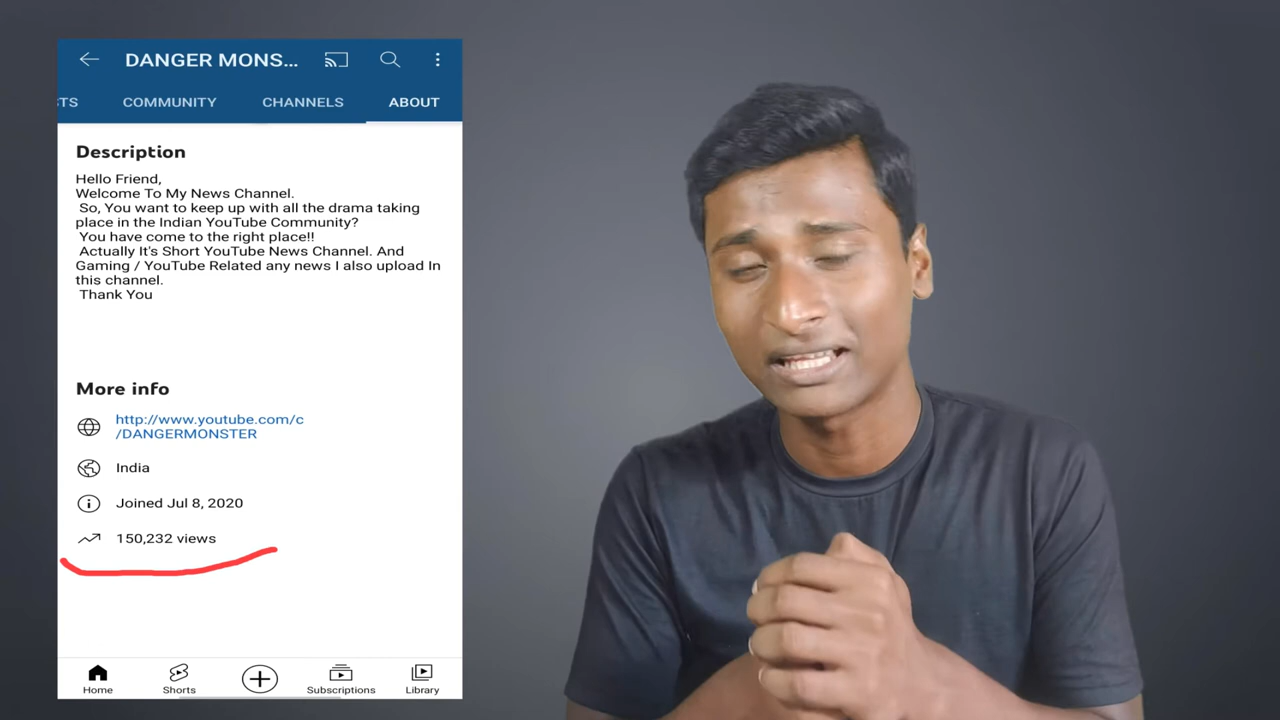 DANGER MONS...
TS COMMUNITY CHANNELS ABOUT
Description
Hello Friend,
Welcome To My News Channel.
So, You want to keep up with all the drama taking
place in the Indian YouTube Community?
You have come to the right place!!
Actually It's Short YouTube News Channel. And
Gaming / YouTube Related any news I also upload In
this channel.
Thank You
More info
http://www.youtube.com/c
/DANGERMONSTER
India
Joined Jul 8, 2020
150,232 views
Home Shorts Subscriptions Library